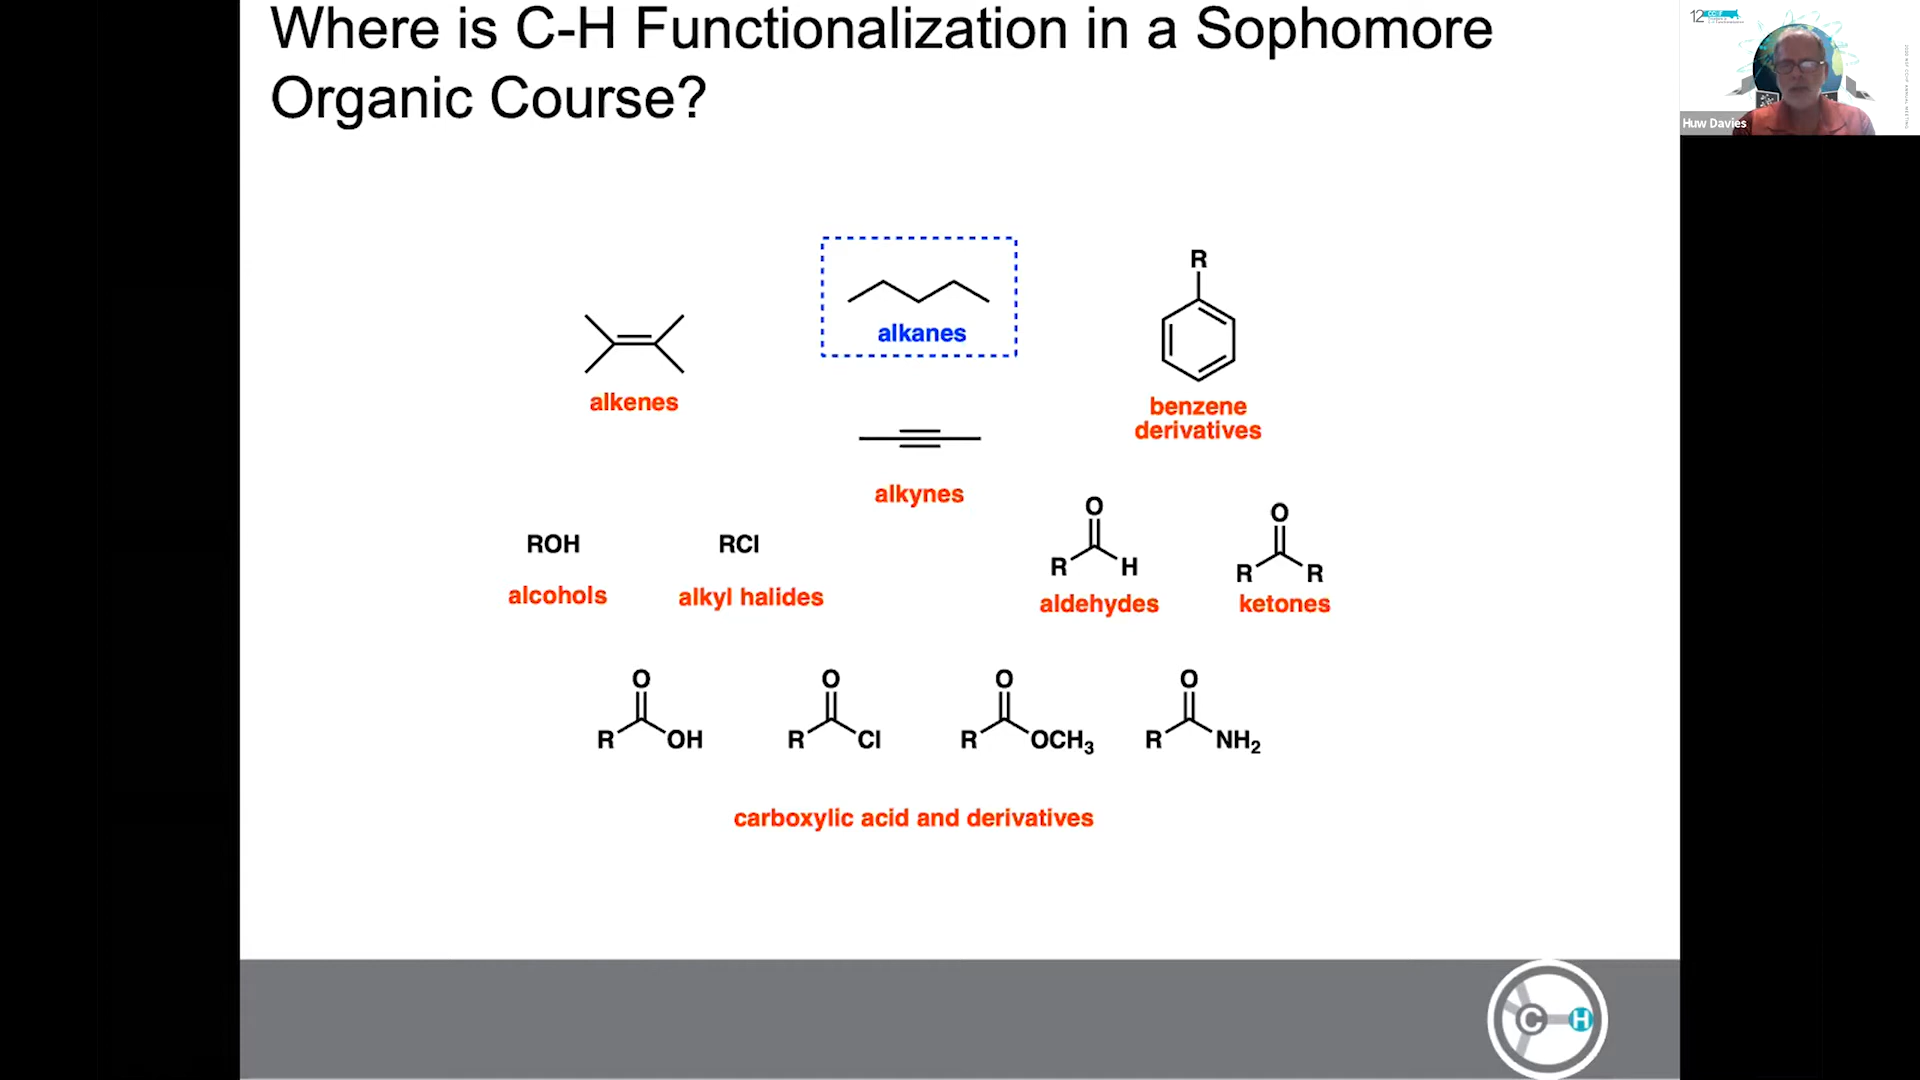 Where is C-H Functionalization in a Sophomore
Organic Course?
12
Huw Davies
alkanes
R
alkenes
benzene
derivatives
alkynes
ROH
RCl
O
R H
O
R R
alcohols
alkyl halides
aldehydes
ketones
O
R OH
O
R Cl
O
R OCH₃
O
R NH₂
carboxylic acid and derivatives
C H